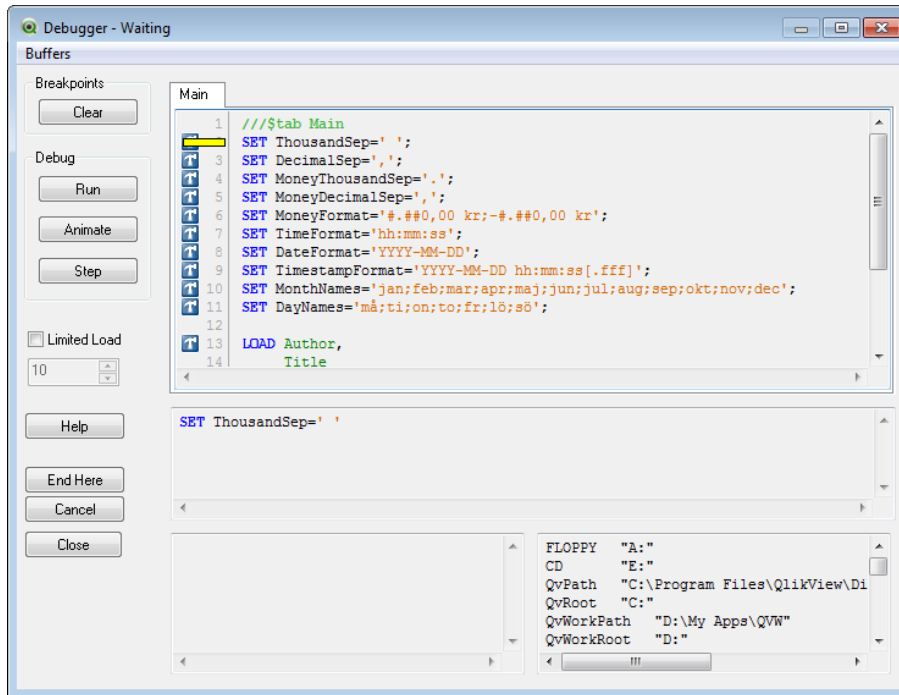 Debugger - Waiting
Buffers
Breakpoints
Clear
Debug
Run
Animate
Step
Limited Load
10
Help
End Here
Cancel
Close
Main
1 ///$tab Main
SET ThousandSep=' ';
3 SET DecimalSep=',';
4 SET MoneyThousandSep='.';
5 SET MoneyDecimalSep=',';
6 SET MoneyFormat='#.##0,00 kr;-#.##0,00 kr';
7 SET TimeFormat='hh:mm:ss';
8 SET DateFormat='YYYY-MM-DD';
9 SET TimestampFormat='YYYY-MM-DD hh:mm:ss[.fff]';
10 SET MonthNames='jan;feb;mar;apr;maj;jun;jul;aug;sep;okt;nov;dec';
11 SET DayNames='må;ti;on;to;fr;lö;sö';
12
13 LOAD Author,
14 Title
SET ThousandSep=' '
FLOPPY "A:"
CD "E:"
QvPath "C:\Program Files\QlikView\Di
QvRoot "C:"
QvWorkPath "D:\My Apps\QVW"
QvWorkRoot "D:"